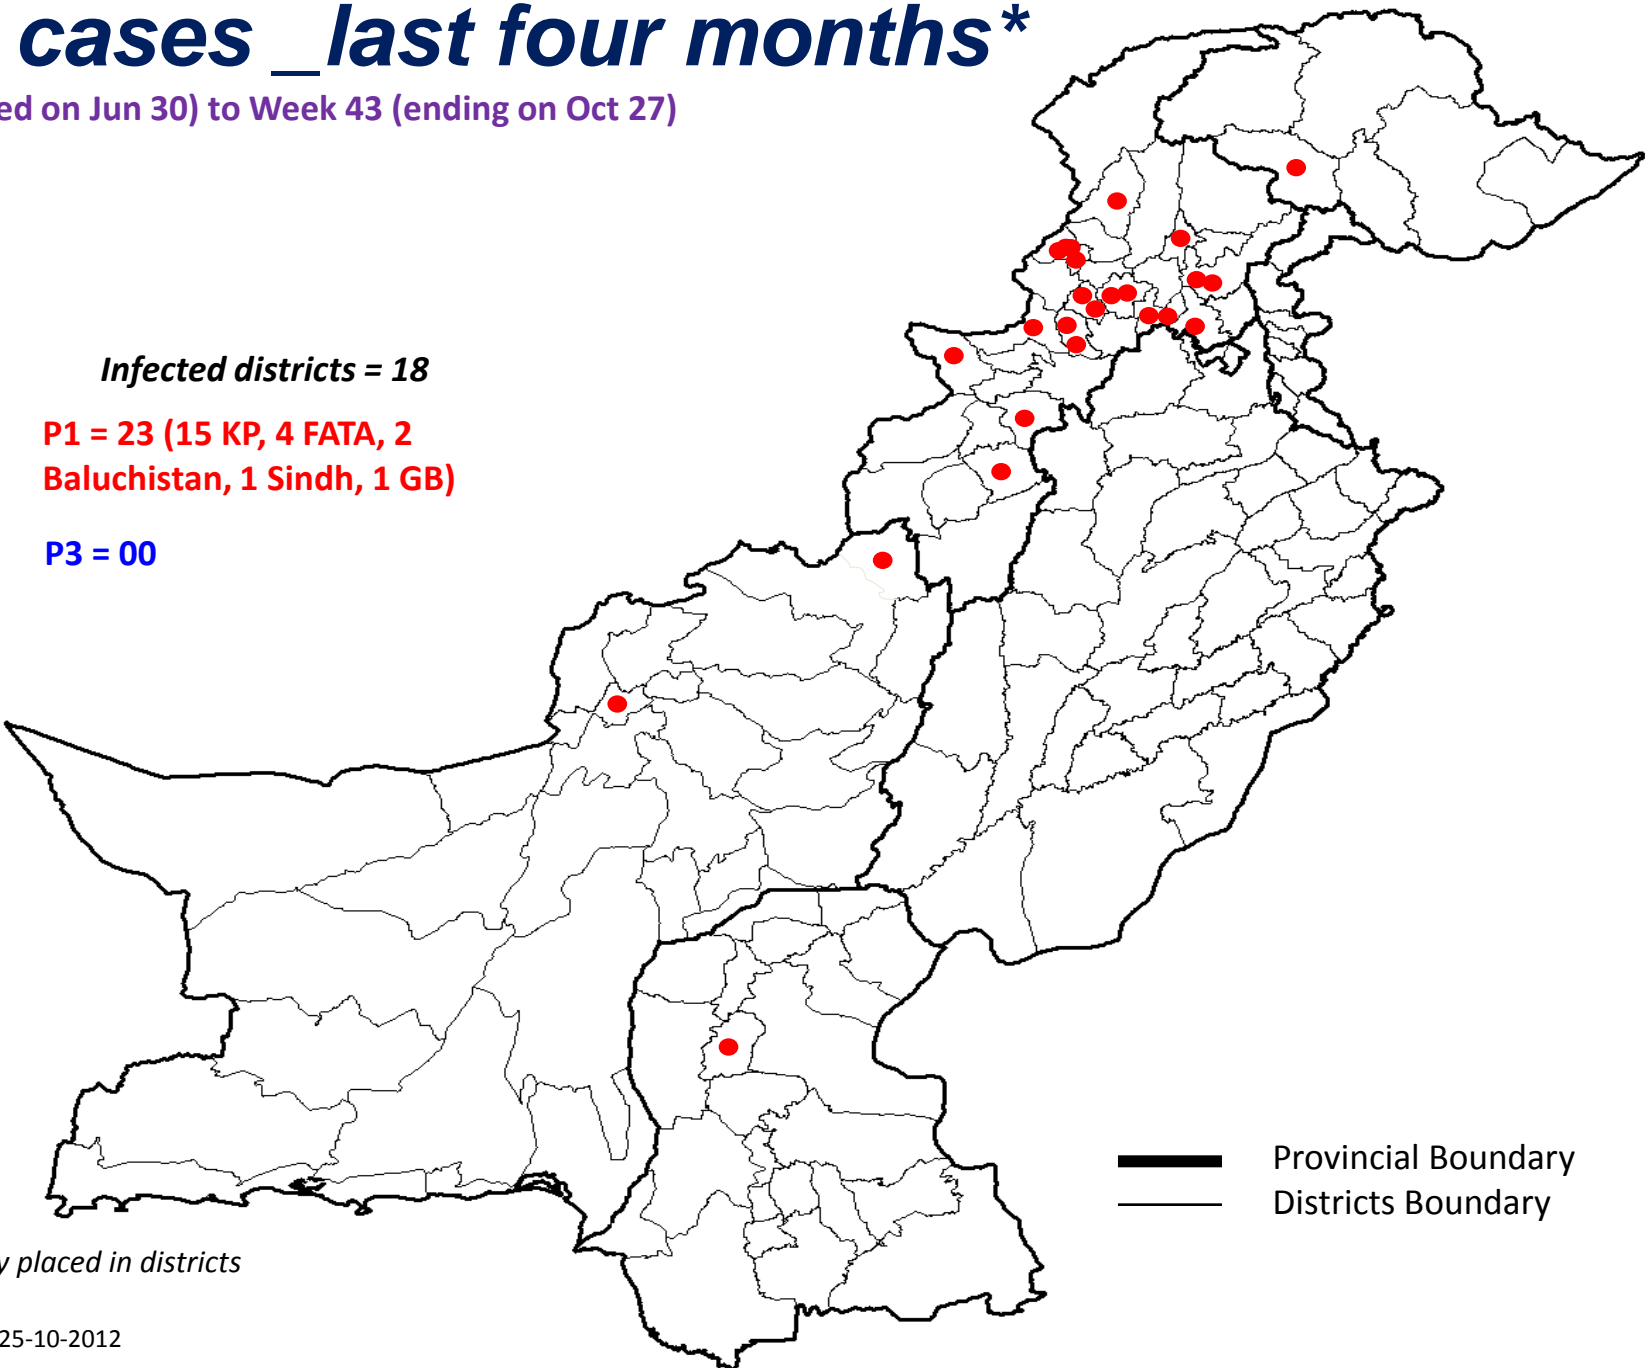 cases _last four months*
ed on Jun 30) to Week 43 (ending on Oct 27)
Infected districts = 18
P1 = 23 (15 KP, 4 FATA, 2
Baluchistan, 1 Sindh, 1 GB)
P3 = 00
Provincial Boundary
Districts Boundary
y placed in districts
25-10-2012